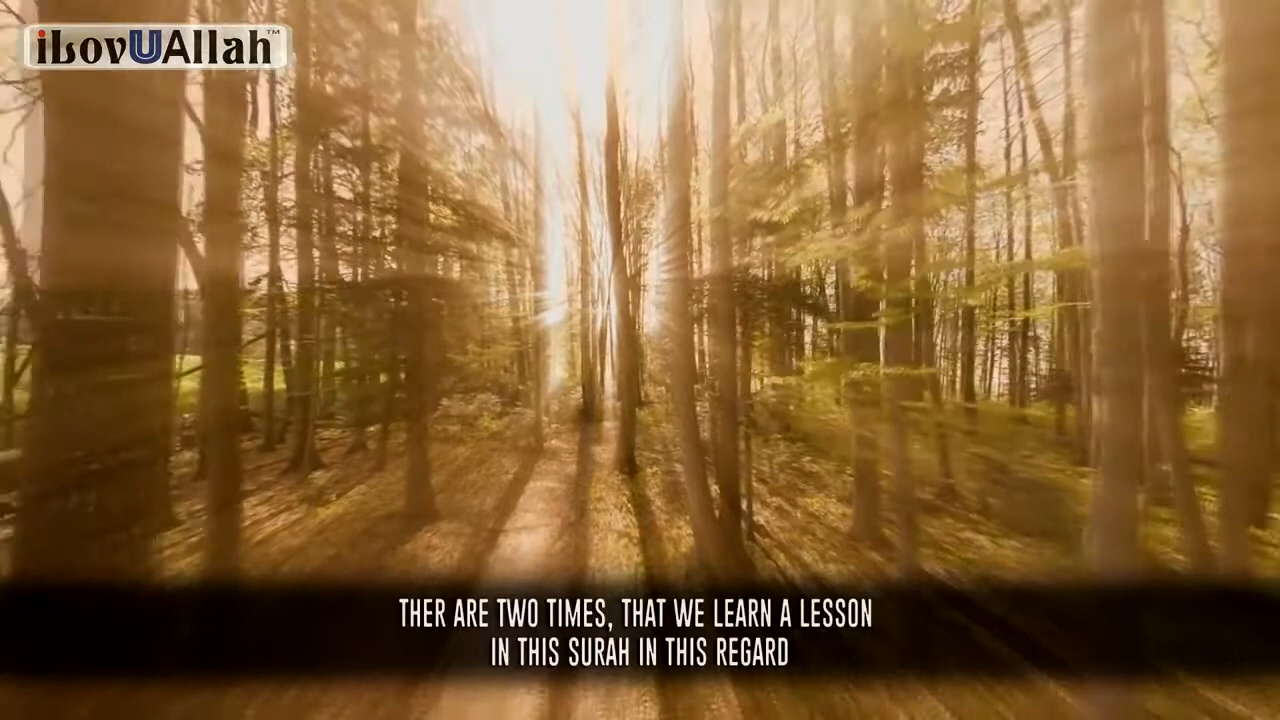 iLovUAllah™
THER ARE TWO TIMES, THAT WE LEARN A LESSON
IN THIS SURAH IN THIS REGARD